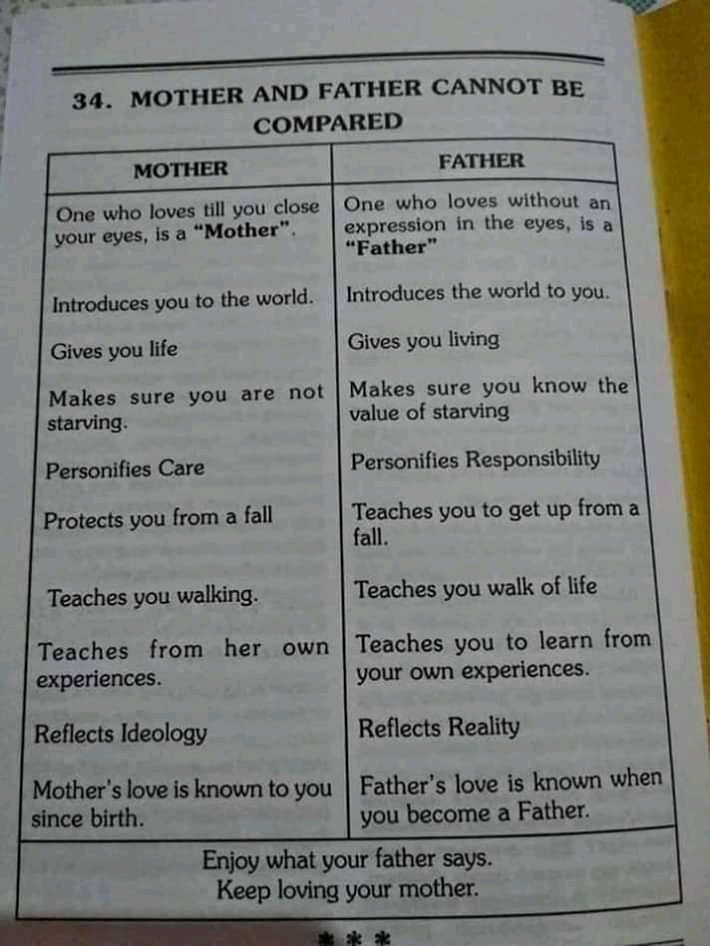 34. MOTHER AND FATHER CANNOT BE
COMPARED
MOTHER
FATHER
One who loves till you close
your eyes, is a “Mother”.
One who loves without an
expression in the eyes, is a
“Father”
Introduces you to the world.
Introduces the world to you.
Gives you life
Gives you living
Makes sure you are not
starving.
Makes sure you know the
value of starving
Personifies Care
Personifies Responsibility
Protects you from a fall
Teaches you to get up from a
fall.
Teaches you walking.
Teaches you walk of life
Teaches from her own
experiences.
Teaches you to learn from
your own experiences.
Reflects Ideology
Reflects Reality
Mother's love is known to you
since birth.
Father's love is known when
you become a Father.
Enjoy what your father says.
Keep loving your mother.
***